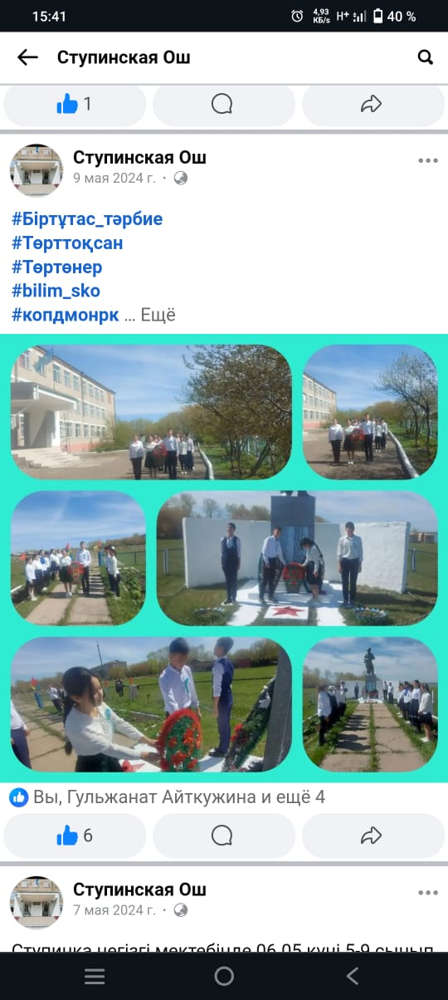 15:41
4,93
КБ/s
H+
40 %
Ступинская Ош
1
Ступинская Ош
9 мая 2024 г. ·
#Біртұтас_тәрбие
#Төрттоқсан
#Төртөнер
#bilim_sko
#копдмонрк ... Ещё
Вы, Гульжанат Айткужина и ещё 4
6
Ступинская Ош
7 мая 2024 г. ·
Ступинка негізгі мектебінде 06.05 күні 5-9 сынып